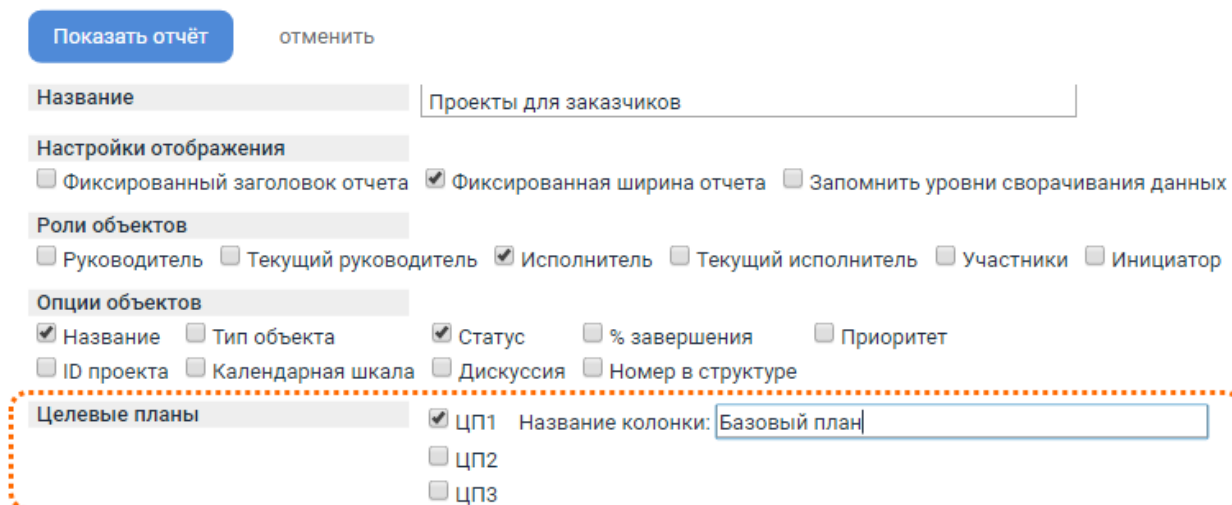 Показать отчёт отменить
Название Проекты для заказчиков
Настройки отображения
Фиксированный заголовок отчета Фиксированная ширина отчета Запомнить уровни сворачивания данных
Роли объектов
Руководитель Текущий руководитель Исполнитель Текущий исполнитель Участники Инициатор
Опции объектов
Название Тип объекта Статус % завершения Приоритет
ID проекта Календарная шкала Дискуссия Номер в структуре
Целевые планы ЦП1 Название колонки: Базовый план
ЦП2
ЦП3